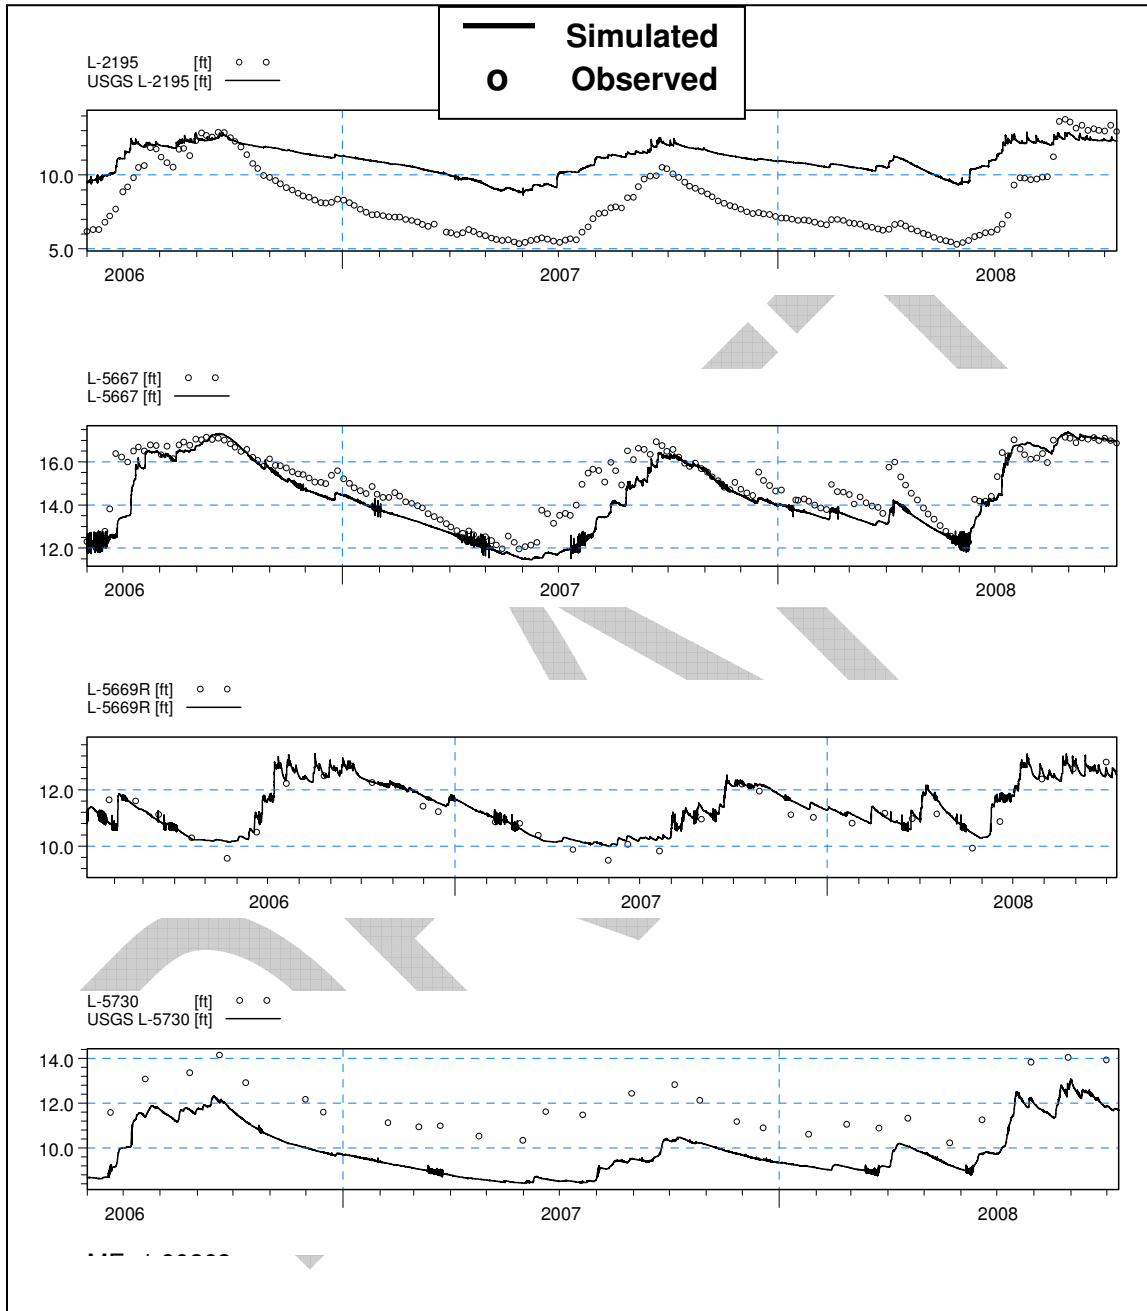 Simulated
o Observed
L-2195 [ft]
USGS L-2195 [ft]
10.0
5.0
2006 2007 2008
L-5667 [ft]
L-5667 [ft]
16.0
14.0
12.0
2006 2007 2008
L-5669R [ft]
L-5669R [ft]
12.0
10.0
2006 2007 2008
L-5730 [ft]
USGS L-5730 [ft]
14.0
12.0
10.0
2006 2007 2008